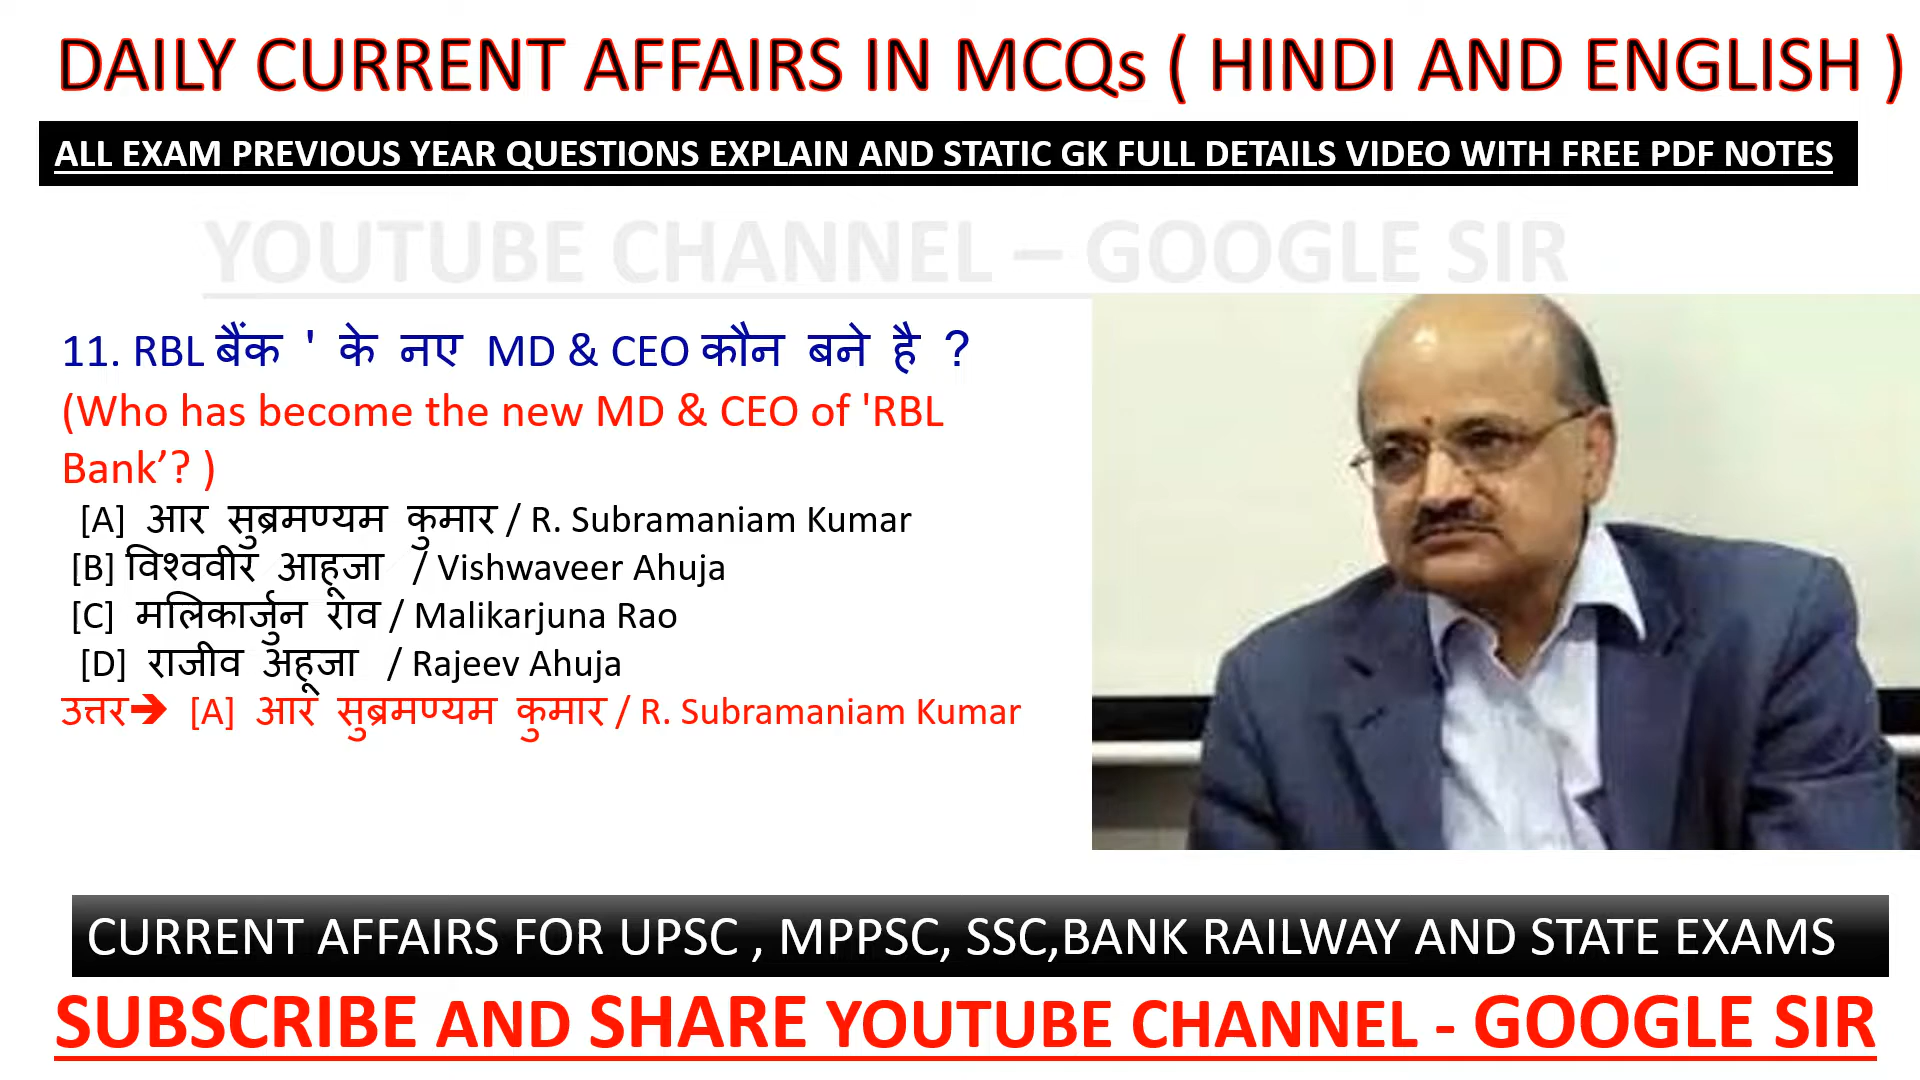 DAILY CURRENT AFFAIRS IN MCQs ( HINDI AND ENGLISH )
ALL EXAM PREVIOUS YEAR QUESTIONS EXPLAIN AND STATIC GK FULL DETAILS VIDEO WITH FREE PDF NOTES
YOUTUBE CHANNEL – GOOGLE SIR
11. RBL बैंक ' के नए MD & CEO कौन बने है ?
(Who has become the new MD & CEO of 'RBL
Bank’? )
[A] आर सुब्रमण्यम कुमार / R. Subramaniam Kumar
[B] विश्ववीर आहूजा / Vishwaveer Ahuja
[C] मलिकार्जुन राव / Malikarjuna Rao
[D] राजीव अहूजा / Rajeev Ahuja
उत्तर➔ [A] आर सुब्रमण्यम कुमार / R. Subramaniam Kumar
CURRENT AFFAIRS FOR UPSC , MPPSC, SSC,BANK RAILWAY AND STATE EXAMS
SUBSCRIBE AND SHARE YOUTUBE CHANNEL - GOOGLE SIR